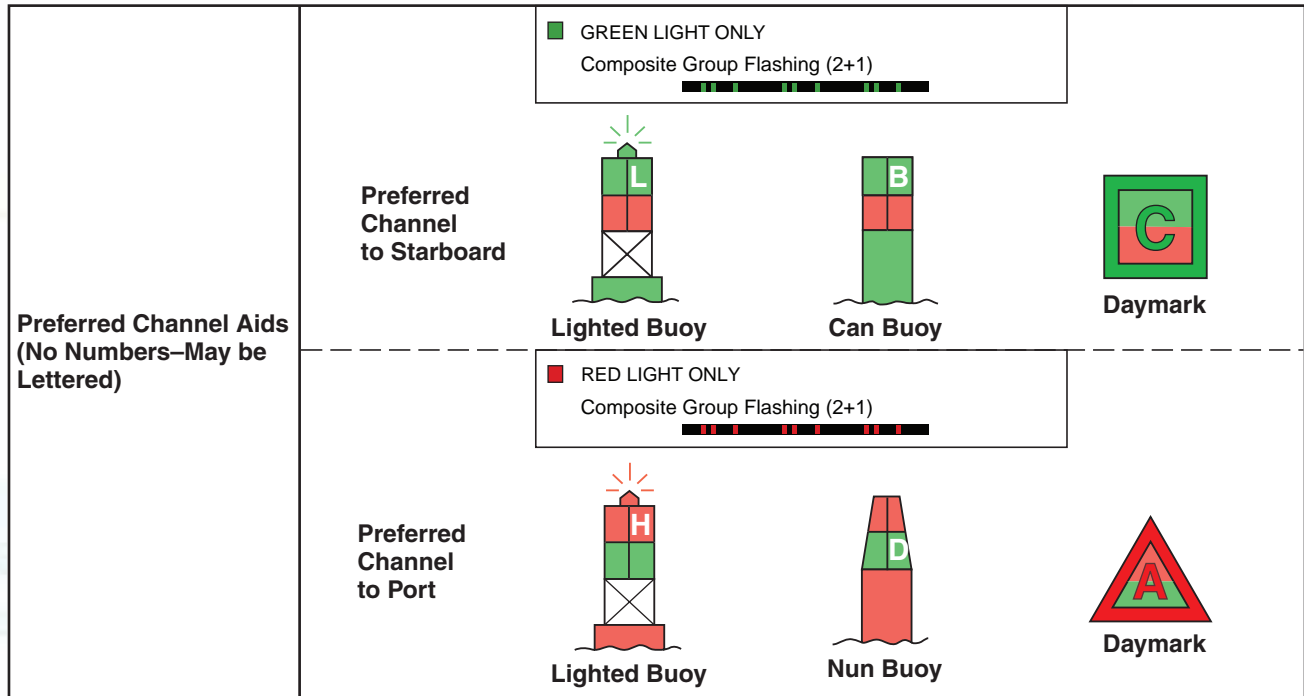 Preferred Channel Aids
(No Numbers–May be
Lettered)
GREEN LIGHT ONLY
Composite Group Flashing (2+1)
Preferred
Channel
to Starboard
L
B
C
Lighted Buoy
Can Buoy
Daymark
RED LIGHT ONLY
Composite Group Flashing (2+1)
Preferred
Channel
to Port
H
D
A
Lighted Buoy
Nun Buoy
Daymark